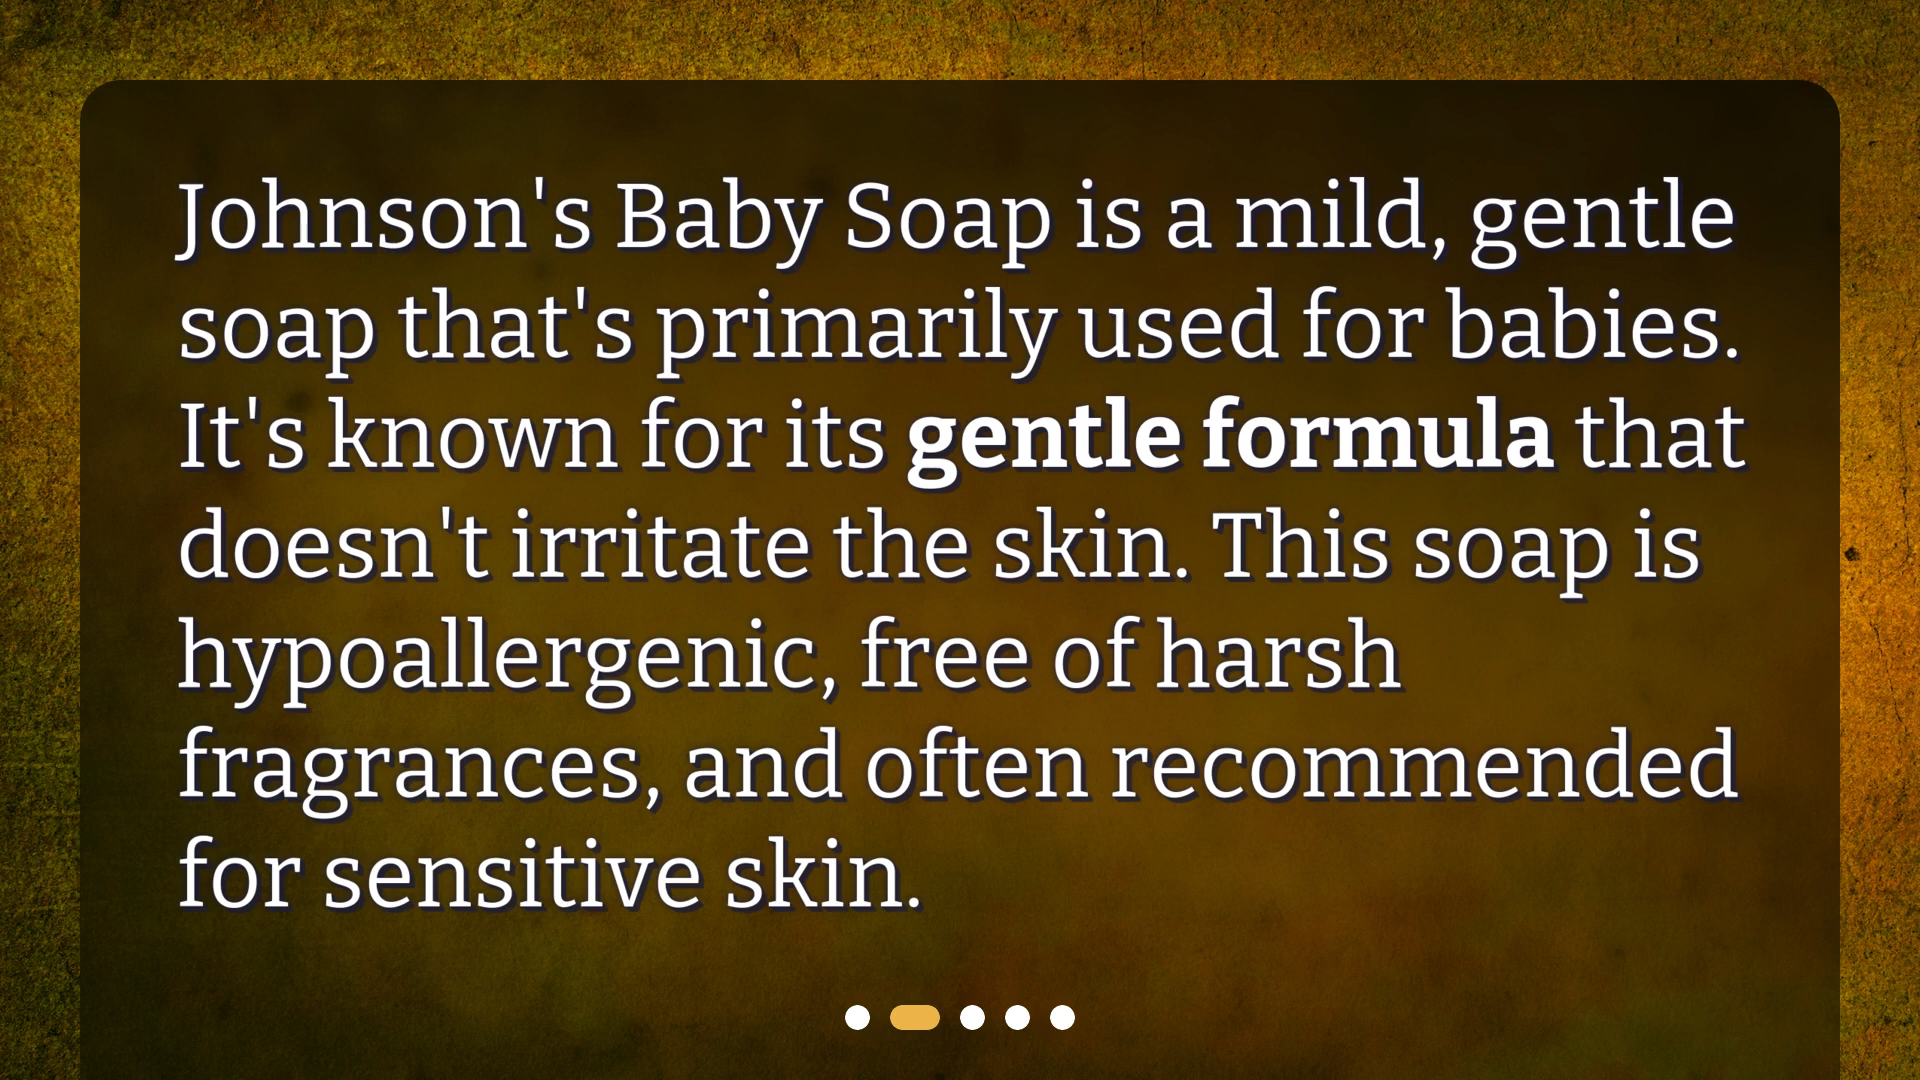 Johnson's Baby Soap is a mild, gentle
soap that's primarily used for babies.
It's known for its gentle formula that
doesn't irritate the skin. This soap is
hypoallergenic, free of harsh
fragrances, and often recommended
for sensitive skin.